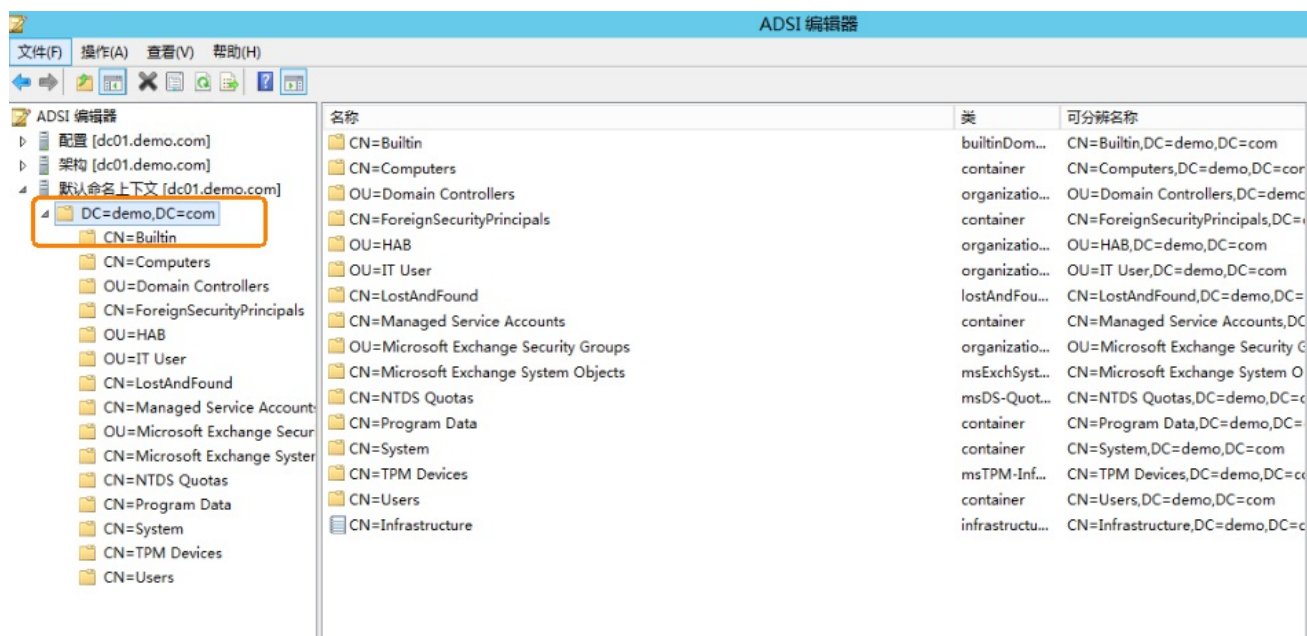 ADSI 编辑器
文件(F) 操作(A) 查看(V) 帮助(H)
ADSI 编辑器
配置 [dc01.demo.com]
架构 [dc01.demo.com]
默认命名上下文 [dc01.demo.com]
DC=demo,DC=com
CN=Builtin
CN=Computers
OU=Domain Controllers
CN=ForeignSecurityPrincipals
OU=HAB
OU=IT User
CN=LostAndFound
CN=Managed Service Account
OU=Microsoft Exchange Secur
CN=Microsoft Exchange Syster
CN=NTDS Quotas
CN=Program Data
CN=System
CN=TPM Devices
CN=Users
名称 类 可分辨名称
CN=Builtin builtinDom... CN=Builtin,DC=demo,DC=com
CN=Computers container CN=Computers,DC=demo,DC=cor
OU=Domain Controllers organizatio... OU=Domain Controllers,DC=demc
CN=ForeignSecurityPrincipals container CN=ForeignSecurityPrincipals,DC=
OU=HAB organizatio... OU=HAB,DC=demo,DC=com
OU=IT User organizatio... OU=IT User,DC=demo,DC=com
CN=LostAndFound lostAndFou... CN=LostAndFound,DC=demo,DC=
CN=Managed Service Accounts container CN=Managed Service Accounts,DC
OU=Microsoft Exchange Security Groups organizatio... OU=Microsoft Exchange Security G
CN=Microsoft Exchange System Objects msExchSyst... CN=Microsoft Exchange System O
CN=NTDS Quotas msDS-Quot... CN=NTDS Quotas,DC=demo,DC=c
CN=Program Data container CN=Program Data,DC=demo,DC=
CN=System container CN=System,DC=demo,DC=com
CN=TPM Devices msTPM-Inf... CN=TPM Devices,DC=demo,DC=cc
CN=Users container CN=Users,DC=demo,DC=com
CN=Infrastructure infrastructu... CN=Infrastructure,DC=demo,DC=c